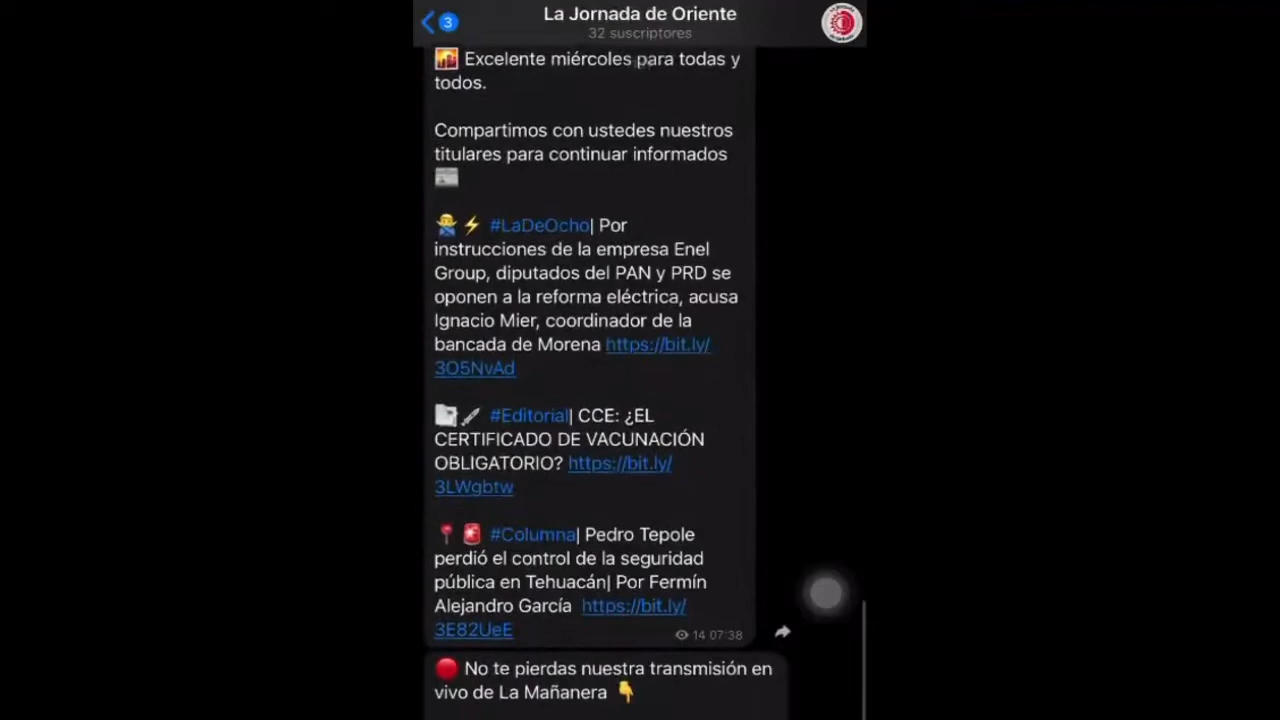 3
La Jornada de Oriente
32 suscriptores
Excelente miércoles para todas y
todos.
Compartimos con ustedes nuestros
titulares para continuar informados
#LaDeOcho| Por
instrucciones de la empresa Enel
Group, diputados del PAN y PRD se
oponen a la reforma eléctrica, acusa
Ignacio Mier, coordinador de la
bancada de Morena https://bit.ly/
3O5NvAd
#Editorial| CCE: ¿EL
CERTIFICADO DE VACUNACIÓN
OBLIGATORIO? https://bit.ly/
3LWgbtw
#Columna| Pedro Tepole
perdió el control de la seguridad
pública en Tehuacán| Por Fermín
Alejandro García https://bit.ly/
3E82UeE
14 07:38
No te pierdas nuestra transmisión en
vivo de La Mañanera